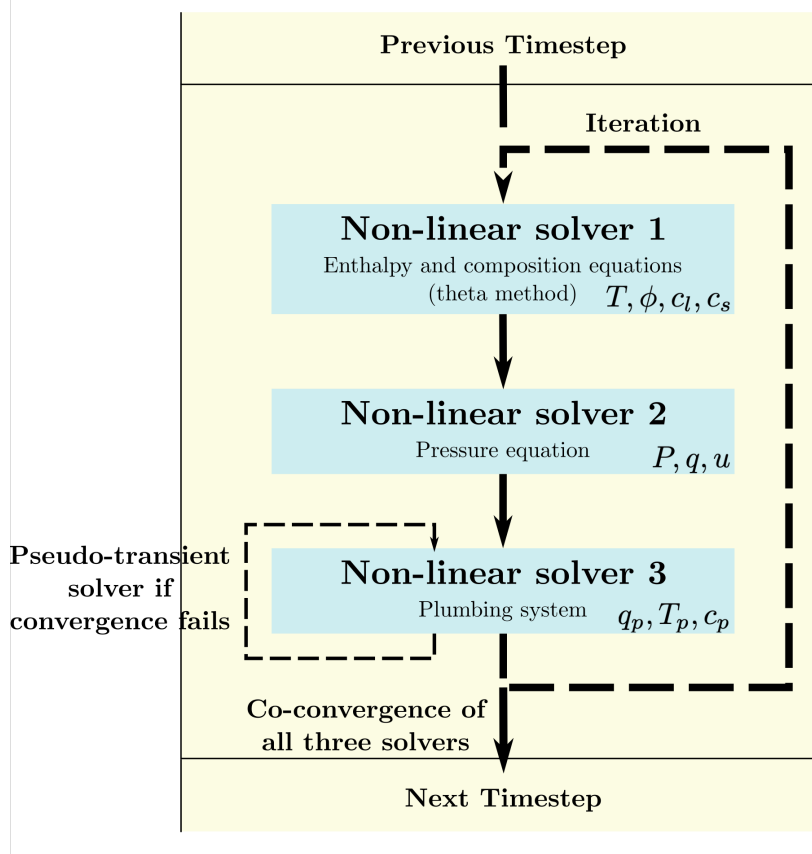 Previous Timestep
Iteration
Non-linear solver 1
Enthalpy and composition equations
(theta method) T, ϕ, c_l, c_s
Non-linear solver 2
Pressure equation
P, q, u
Pseudo-transient
solver if
convergence fails
Non-linear solver 3
Plumbing system
q_p, T_p, c_p
Co-convergence of
all three solvers
Next Timestep